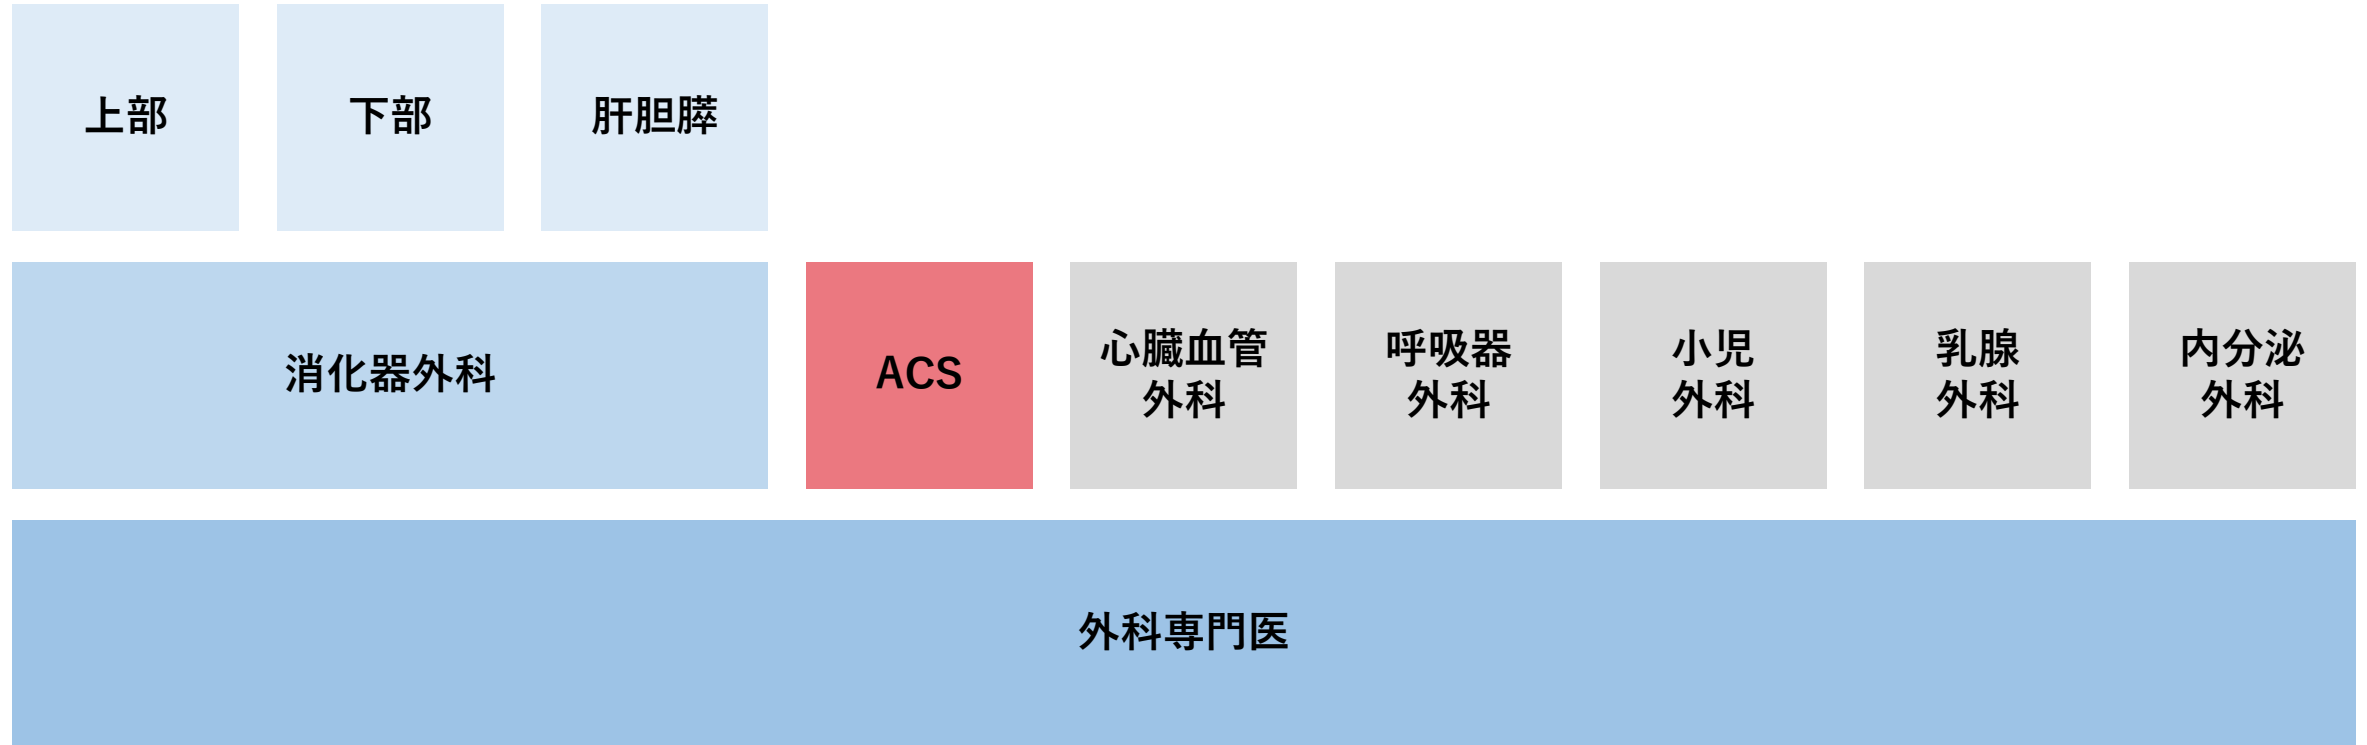 上部
下部
肝胆膵
消化器外科
ACS
心臓血管
外科
呼吸器
外科
小児
外科
乳腺
外科
内分泌
外科
外科専門医